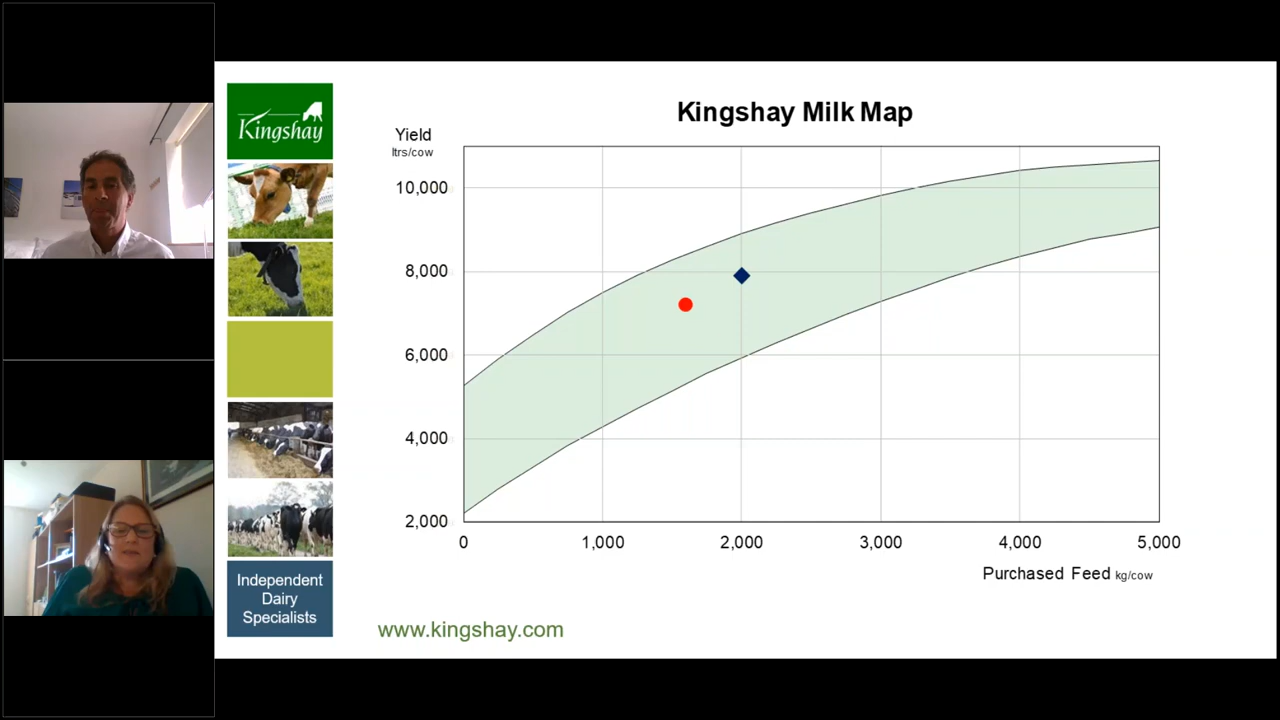 Kingshay
Independent
Dairy
Specialists
Kingshay Milk Map
Yield
ltrs/cow
10,000
8,000
6,000
4,000
2,000
0
1,000
2,000
3,000
4,000
5,000
Purchased Feed kg/cow
www.kingshay.com